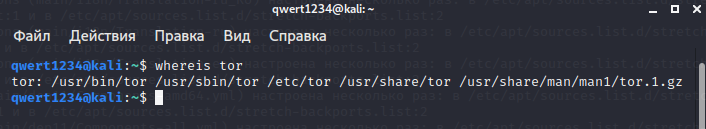 qwert1234@kali: ~
Файл Действия Правка Вид Справка
qwert1234@kali:~$ whereis tor
tor: /usr/bin/tor /usr/sbin/tor /etc/tor /usr/share/tor /usr/share/man/man1/tor.1.gz
qwert1234@kali:~$